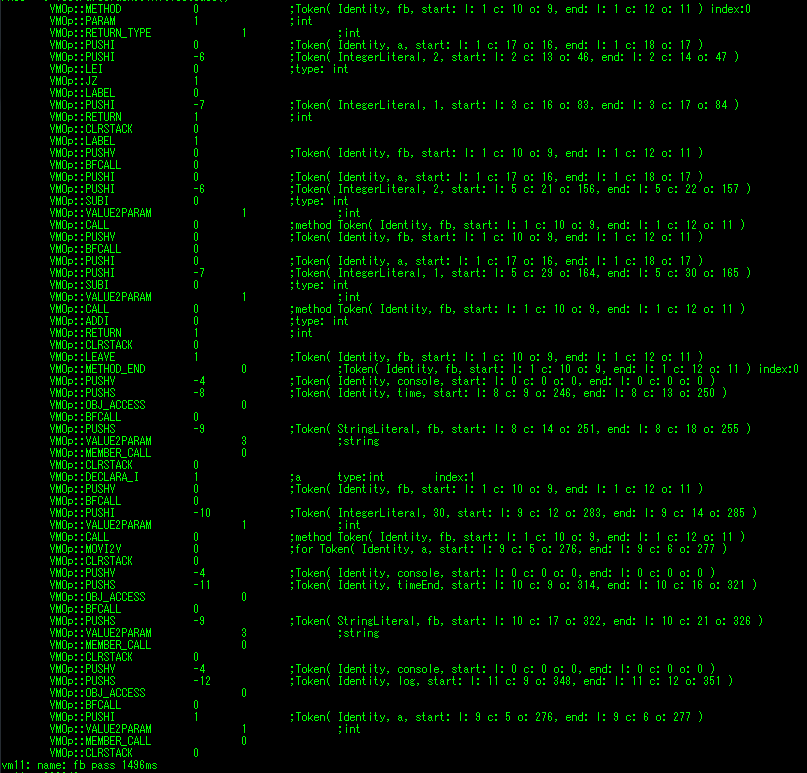 VMOp::METHOD 0 ;Token( Identity, fb, start: l: 1 c: 10 o: 9, end: l: 1 c: 12 o: 11 ) index:0
VMOp::PARAM 1 ;int
VMOp::RETURN_TYPE 1 ;int
VMOp::PUSHI 0 ;Token( Identity, a, start: l: 1 c: 17 o: 16, end: l: 1 c: 18 o: 17 )
VMOp::PUSHI -6 ;Token( IntegerLiteral, 2, start: l: 2 c: 13 o: 46, end: l: 2 c: 14 o: 47 )
VMOp::LEI 0 ;type: int
VMOp::JZ 1
VMOp::LABEL 0
VMOp::PUSHI -7 ;Token( IntegerLiteral, 1, start: l: 3 c: 16 o: 83, end: l: 3 c: 17 o: 84 )
VMOp::RETURN 1 ;int
VMOp::CLRSTACK 0
VMOp::LABEL 1
VMOp::PUSHY 0 ;Token( Identity, fb, start: l: 1 c: 10 o: 9, end: l: 1 c: 12 o: 11 )
VMOp::BFCALL 0
VMOp::PUSHI 0 ;Token( Identity, a, start: l: 1 c: 17 o: 16, end: l: 1 c: 18 o: 17 )
VMOp::PUSHI -6 ;Token( IntegerLiteral, 2, start: l: 5 c: 21 o: 156, end: l: 5 c: 22 o: 157 )
VMOp::SUBI 0 ;type: int
VMOp::VALUE2PARAM 1 ;int
VMOp::CALL 0 ;method Token( Identity, fb, start: l: 1 c: 10 o: 9, end: l: 1 c: 12 o: 11 )
VMOp::PUSHY 0 ;Token( Identity, fb, start: l: 1 c: 10 o: 9, end: l: 1 c: 12 o: 11 )
VMOp::BFCALL 0
VMOp::PUSHI 0 ;Token( Identity, a, start: l: 1 c: 17 o: 16, end: l: 1 c: 18 o: 17 )
VMOp::PUSHI -7 ;Token( IntegerLiteral, 1, start: l: 5 c: 29 o: 164, end: l: 5 c: 30 o: 165 )
VMOp::SUBI 0 ;type: int
VMOp::VALUE2PARAM 1 ;int
VMOp::CALL 0 ;method Token( Identity, fb, start: l: 1 c: 10 o: 9, end: l: 1 c: 12 o: 11 )
VMOp::ADDI 0 ;type: int
VMOp::RETURN 1 ;int
VMOp::CLRSTACK 0
VMOp::LEAVE 1 ;Token( Identity, fb, start: l: 1 c: 10 o: 9, end: l: 1 c: 12 o: 11 )
VMOp::METHOD_END 0 ;Token( Identity, fb, start: l: 1 c: 10 o: 9, end: l: 1 c: 12 o: 11 ) index:0
VMOp::PUSHY -4 ;Token( Identity, console, start: l: 0 c: 0 o: 0, end: l: 0 c: 0 o: 0 )
VMOp::PUSHS -8 ;Token( Identity, time, start: l: 8 c: 9 o: 246, end: l: 8 c: 13 o: 250 )
VMOp::OBJ_ACCESS 0
VMOp::BFCALL 0
VMOp::PUSHS -9 ;Token( StringLiteral, fb, start: l: 8 c: 14 o: 251, end: l: 8 c: 18 o: 255 )
VMOp::VALUE2PARAM 3 ;string
VMOp::MEMBER_CALL 0
VMOp::CLRSTACK 0
VMOp::DECLARA_I 1 ;a type:int index:1
VMOp::PUSHY 0 ;Token( Identity, fb, start: l: 1 c: 10 o: 9, end: l: 1 c: 12 o: 11 )
VMOp::BFCALL 0
VMOp::PUSHI -10 ;Token( IntegerLiteral, 30, start: l: 9 c: 12 o: 283, end: l: 9 c: 14 o: 285 )
VMOp::VALUE2PARAM 1 ;int
VMOp::CALL 0 ;method Token( Identity, fb, start: l: 1 c: 10 o: 9, end: l: 1 c: 12 o: 11 )
VMOp::MOVI2Y 0 ;for Token( Identity, a, start: l: 9 c: 5 o: 276, end: l: 9 c: 6 o: 277 )
VMOp::CLRSTACK 0
VMOp::PUSHY -4 ;Token( Identity, console, start: l: 0 c: 0 o: 0, end: l: 0 c: 0 o: 0 )
VMOp::PUSHS -11 ;Token( Identity, timeEnd, start: l: 10 c: 9 o: 314, end: l: 10 c: 16 o: 321 )
VMOp::OBJ_ACCESS 0
VMOp::BFCALL 0
VMOp::PUSHS -9 ;Token( StringLiteral, fb, start: l: 10 c: 17 o: 322, end: l: 10 c: 21 o: 326 )
VMOp::VALUE2PARAM 3 ;string
VMOp::MEMBER_CALL 0
VMOp::CLRSTACK 0
VMOp::PUSHY -4 ;Token( Identity, console, start: l: 0 c: 0 o: 0, end: l: 0 c: 0 o: 0 )
VMOp::PUSHS -12 ;Token( Identity, log, start: l: 11 c: 9 o: 348, end: l: 11 c: 12 o: 351 )
VMOp::OBJ_ACCESS 0
VMOp::BFCALL 0
VMOp::PUSHI 1 ;Token( Identity, a, start: l: 9 c: 5 o: 276, end: l: 9 c: 6 o: 277 )
VMOp::VALUE2PARAM 1 ;int
VMOp::MEMBER_CALL 0
VMOp::CLRSTACK 0
vm11: name: fb pass 1496ms